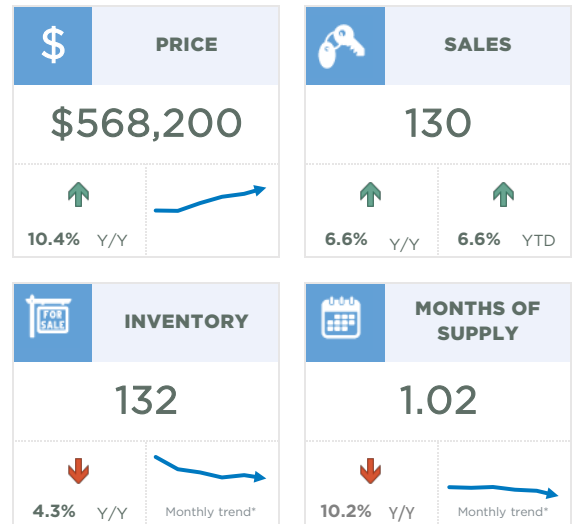 $
PRICE
$568,200
10.4% Y/Y
SALES
130
6.6% Y/Y
6.6% YTD
FOR
SALE
INVENTORY
132
4.3% Y/Y
Monthly trend*
MONTHS OF
SUPPLY
1.02
10.2% Y/Y
Monthly trend*